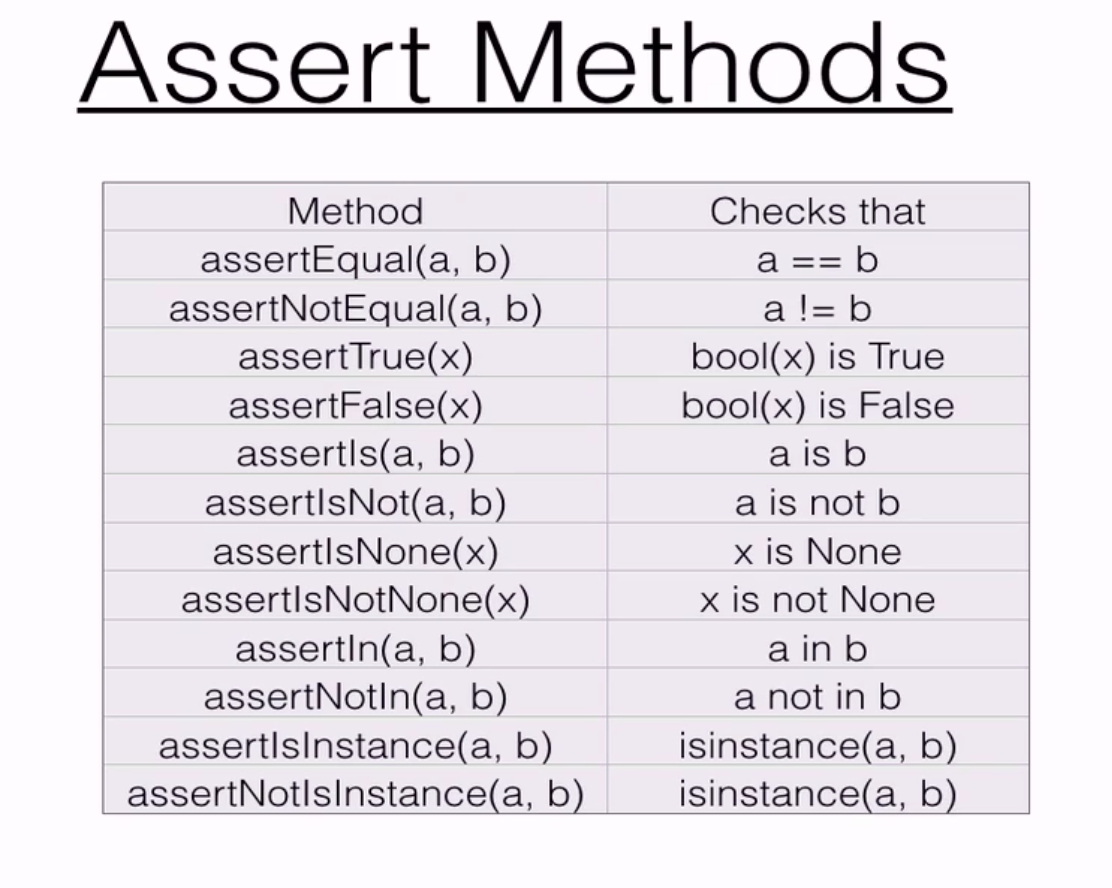 Assert Methods
Method Checks that
assertEqual(a, b) a == b
assertNotEqual(a, b) a != b
assertTrue(x) bool(x) is True
assertFalse(x) bool(x) is False
assertIs(a, b) a is b
assertIsNot(a, b) a is not b
assertIsNone(x) x is None
assertIsNotNone(x) x is not None
assertIn(a, b) a in b
assertNotIn(a, b) a not in b
assertIsInstance(a, b) isinstance(a, b)
assertNotIsInstance(a, b) isinstance(a, b)